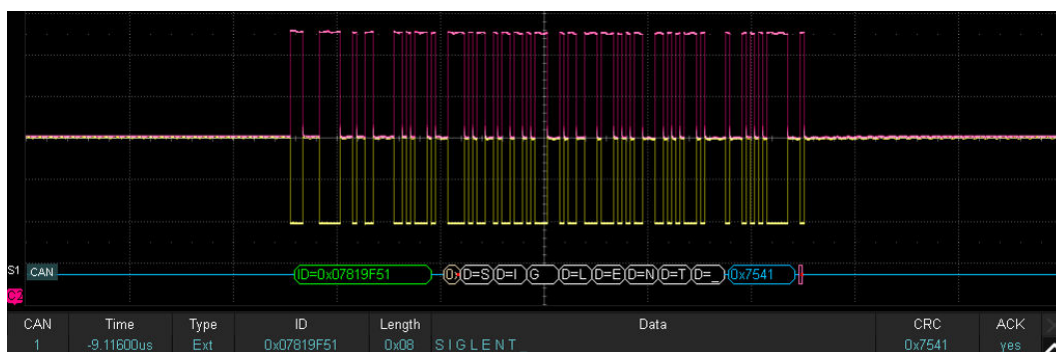 S1 CAN ID=0x07819F51 0x D=S D=I G D=L D=E D=N D=T D=_ 0x7541
C2
CAN Time Type ID Length Data CRC ACK
1 -9.11600us Ext 0x07819F51 0x08 S I G L E N T _ 0x7541 yes